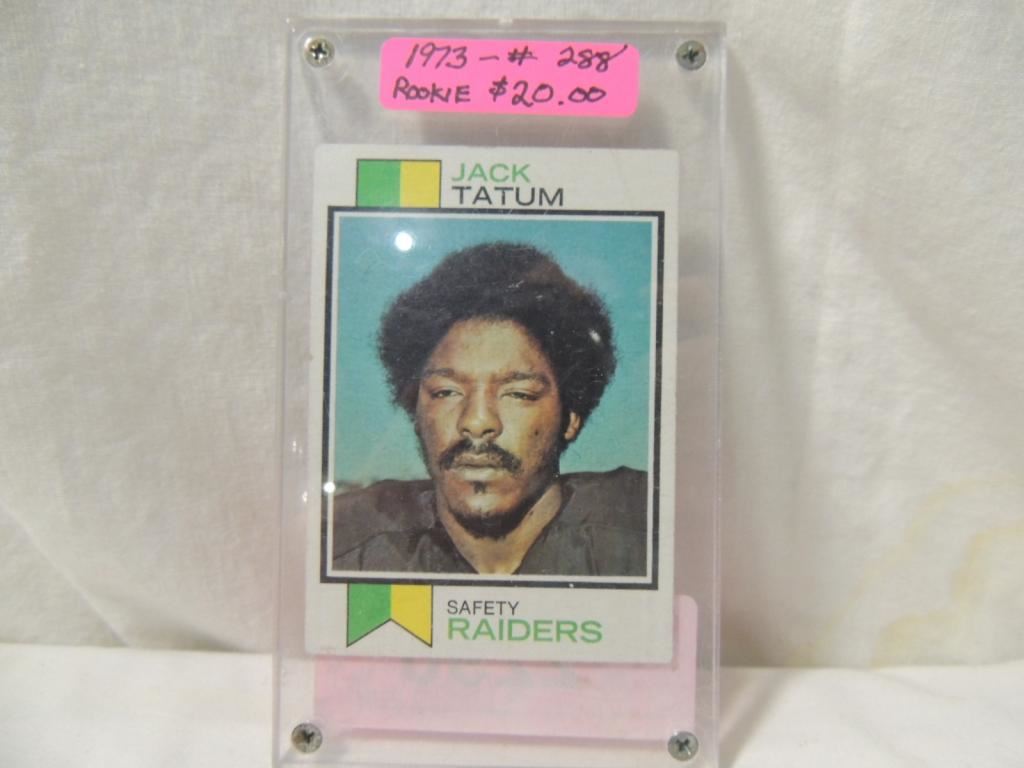 1973 - # 288
ROOKIE $20.00
JACK
TATUM
SAFETY
RAIDERS